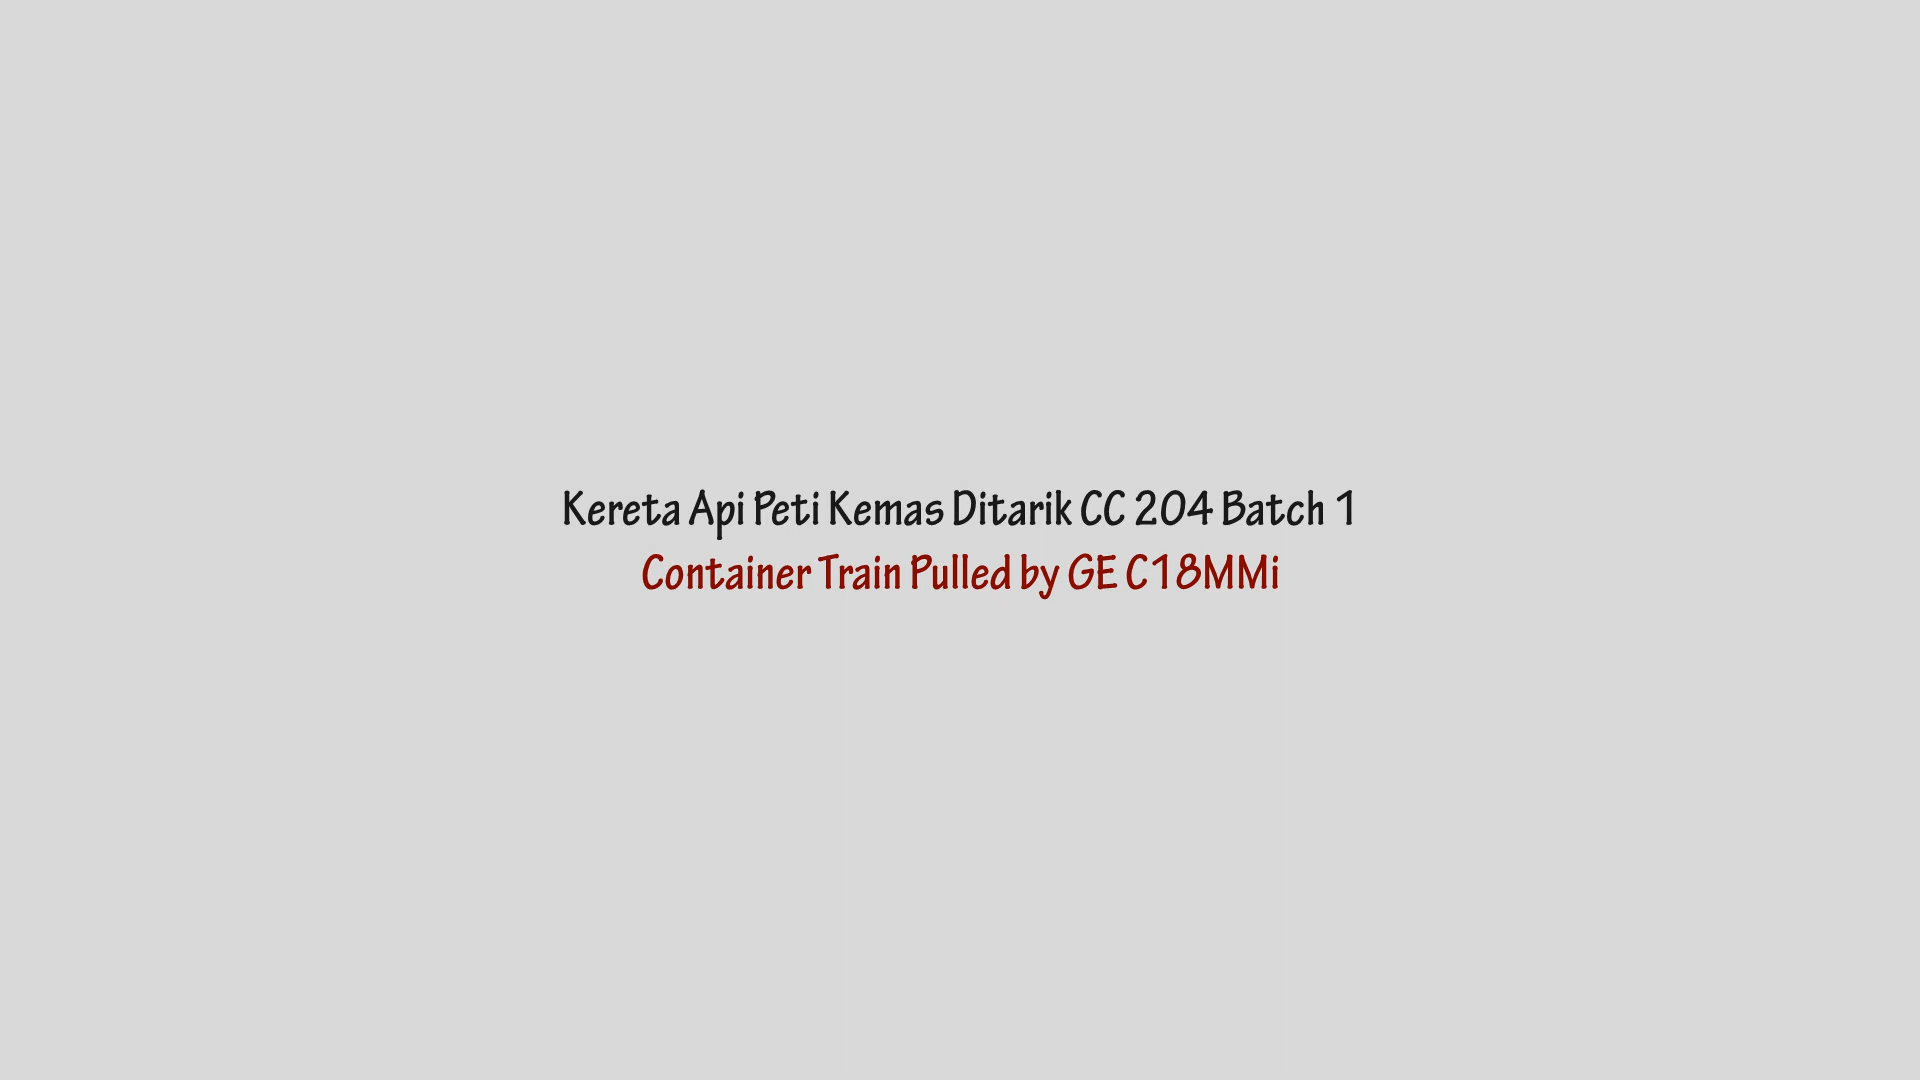 Kereta Api Peti Kemas Ditarik CC 204 Batch 1
Container Train Pulled by GE C18MMi